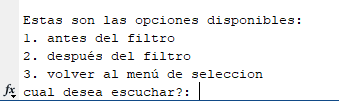 Estas son las opciones disponibles:
1. antes del filtro
2. después del filtro
3. volver al menú de seleccion
fx cual desea escuchar?: